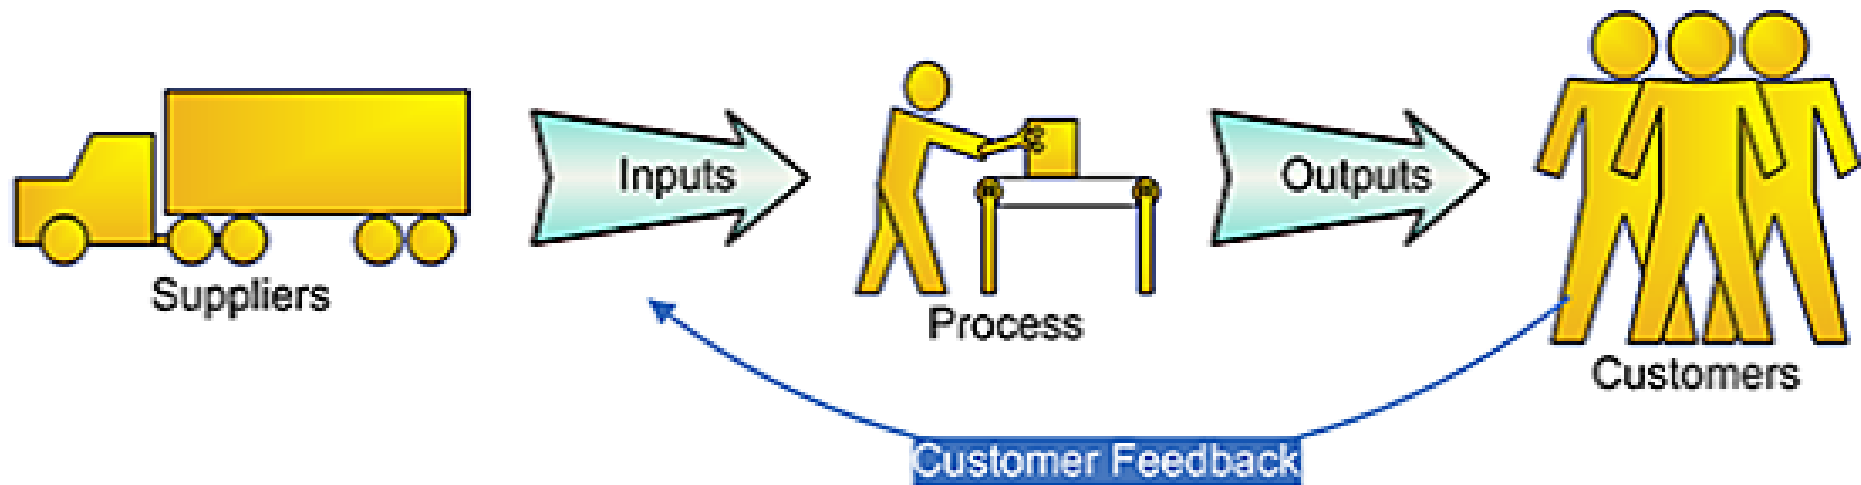 Inputs
Outputs
Suppliers
Process
Customers
Customer Feedback